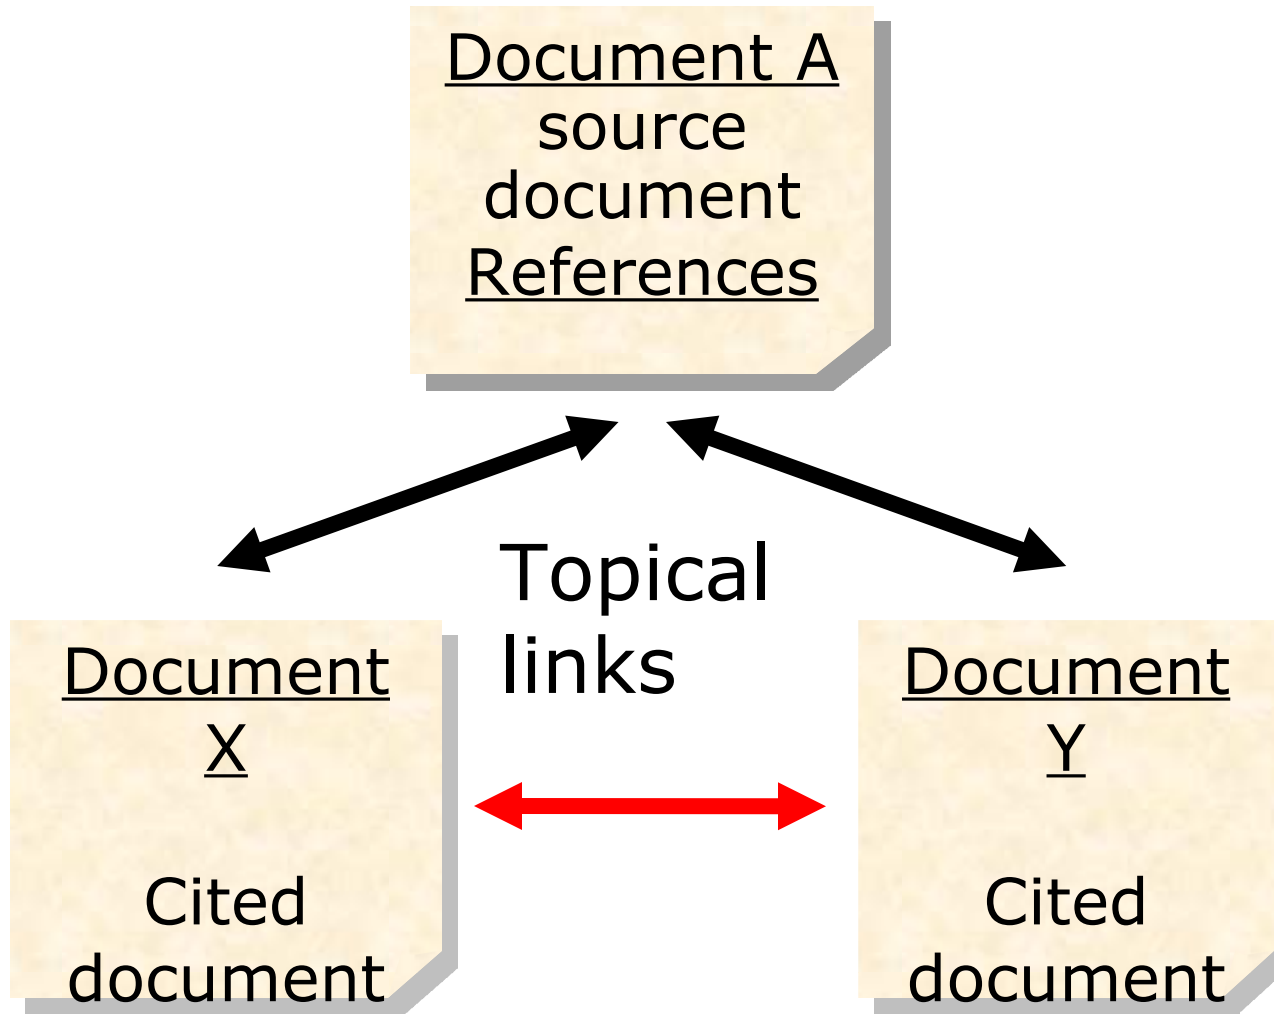 Document A
source
document
References
Topical
links
Document
X
Cited
document
Document
Y
Cited
document